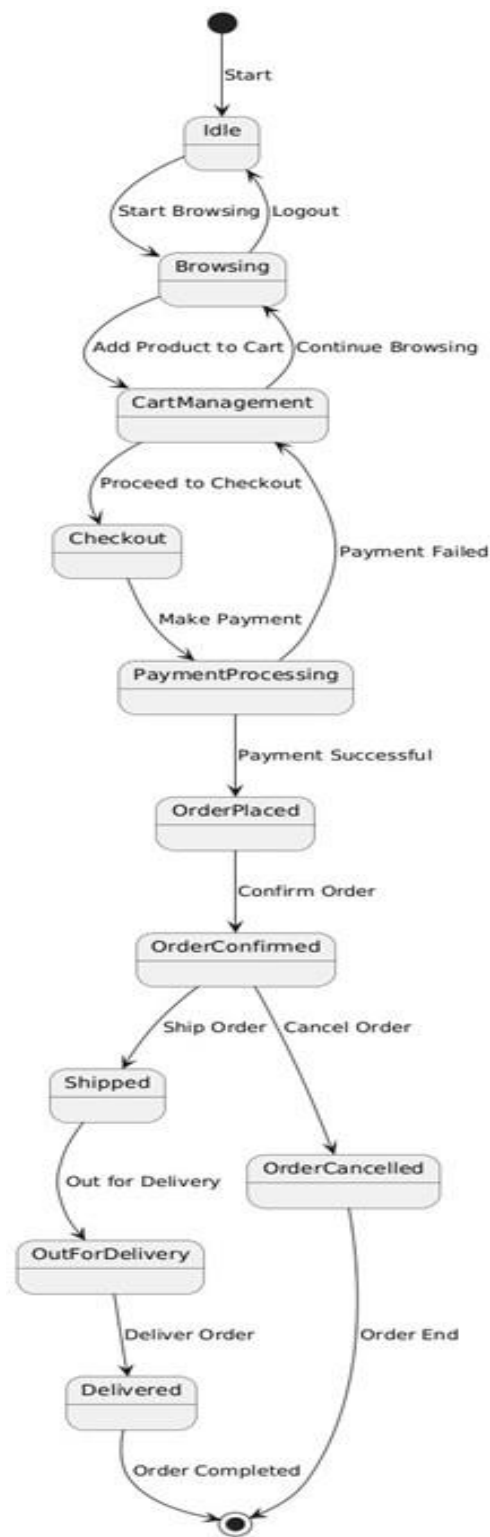 Start
Idle
Start Browsing
Logout
Browsing
Add Product to Cart
Continue Browsing
CartManagement
Proceed to Checkout
Checkout
Payment Failed
Make Payment
PaymentProcessing
Payment Successful
OrderPlaced
Confirm Order
OrderConfirmed
Ship Order
Cancel Order
Shipped
OrderCancelled
Out for Delivery
OutForDelivery
Deliver Order
Order End
Delivered
Order Completed